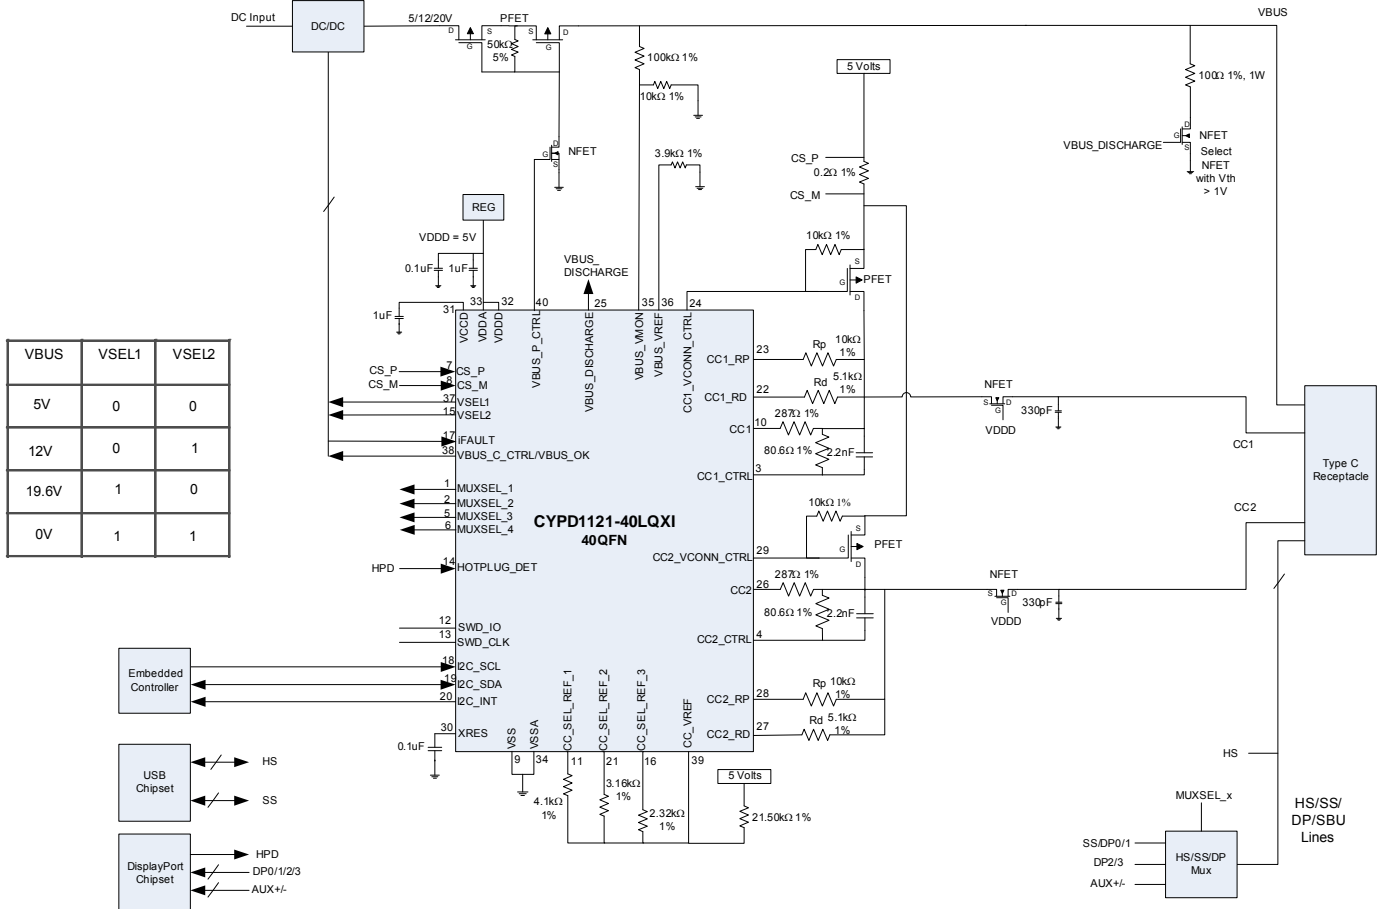 DC Input
DC/DC
5/12/20V
PFET
VBUS
D
S
G
50kΩ
5%
S
D
G
100kΩ 1%
10kΩ 1%
5 Volts
100Ω 1%, 1W
D
G
S
NFET
Select
NFET
with Vth
> 1V
VBUS_DISCHARGE
D
G
S
NFET
3.9kΩ 1%
CS_P
0.2Ω 1%
CS_M
REG
VDDD = 5V
0.1uF
1uF
VBUS_
DISCHARGE
10kΩ 1%
S
G
D
PFET
1uF
31
33
32
40
25
35
36
24
VCCD
VDDA
VDDD
VBUS_P_CTRL
VBUS_DISCHARGE
VBUS_VMON
VBUS_VREF
CC1_VCONN_CTRL
VBUS VSEL1 VSEL2
5V 0 0
12V 0 1
19.6V 1 0
0V 1 1
CS_P 7 CS_P
CS_M 8 CS_M
37 VSEL1
15 VSEL2
17 iFAULT
38 VBUS_C_CTRL/VBUS_OK
1 MUXSEL_1
2 MUXSEL_2
5 MUXSEL_3
6 MUXSEL_4
HPD 14 HOTPLUG_DET
12 SWD_IO
13 SWD_CLK
18 I2C_SCL
19 I2C_SDA
20 I2C_INT
30 XRES
0.1uF
CYPD1121-40LQXI
40QFN
CC1_RP 23 Rp 10kΩ
1%
CC1_RD 22 Rd 5.1kΩ
1%
CC1 10 287Ω 1%
80.6Ω 1% 2.2nF
CC1_CTRL 3
NFET
S
D
G
VDDD
330pF
CC1
10kΩ 1%
S
G
D
PFET
CC2_VCONN_CTRL 29
CC2 26 287Ω 1%
80.6Ω 1% 2.2nF
CC2_CTRL 4
NFET
S
D
G
VDDD
330pF
CC2
Type C
Receptacle
CC2_RP 28 Rp 10kΩ
1%
CC2_RD 27 Rd 5.1kΩ
1%
VSS
VSSA
CC_SEL_REF_1
CC_SEL_REF_2
CC_SEL_REF_3
CC_VREF
9
34
11
21
16
39
4.1kΩ
1%
3.16kΩ
1%
2.32kΩ
1%
5 Volts
21.50kΩ 1%
Embedded
Controller
USB
Chipset
HS
SS
DisplayPort
Chipset
HPD
DP0/1/2/3
AUX+/-
HS
MUXSEL_x
SS/DP0/1
DP2/3
AUX+/-
HS/SS/DP
Mux
HS/SS/
DP/SBU
Lines